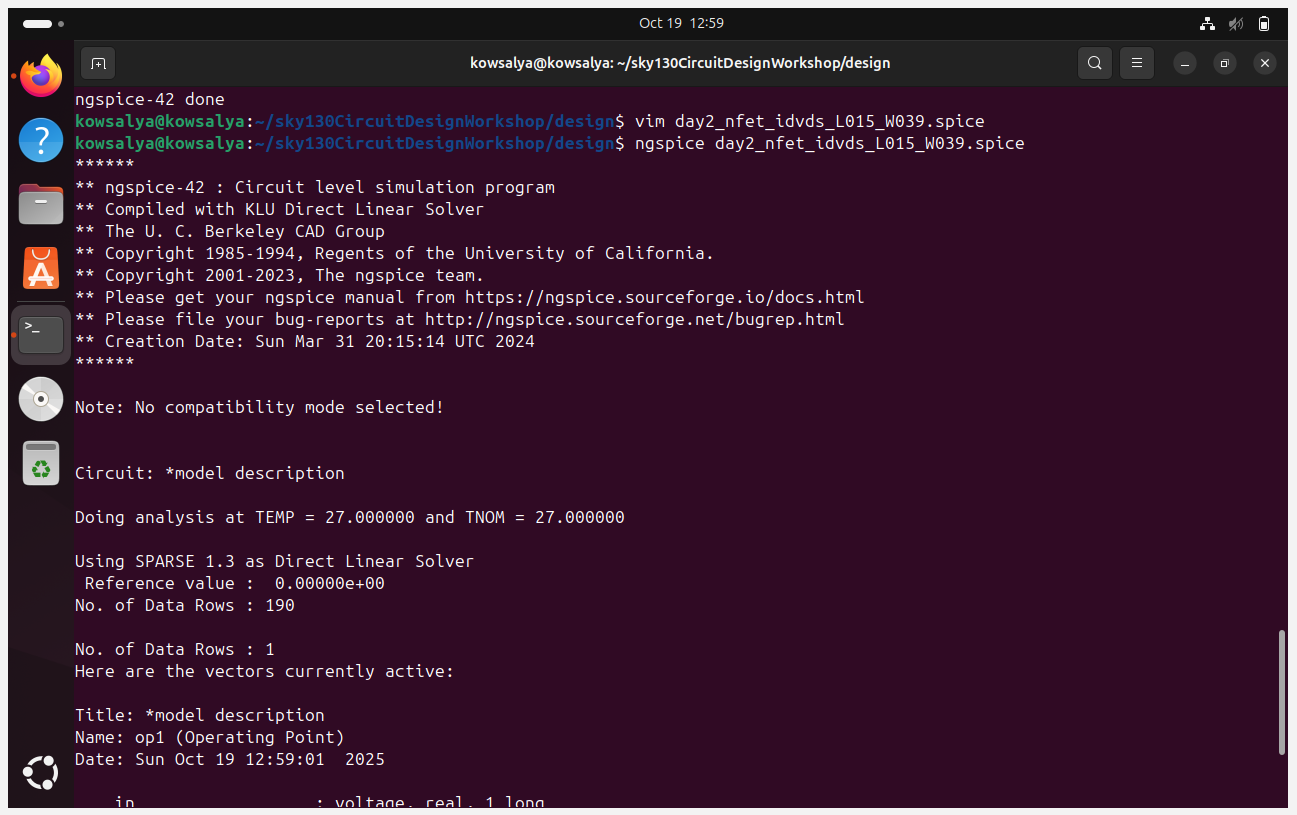 Oct 19 12:59
kowsalya@kowsalya: ~/sky130CircuitDesignWorkshop/design
ngspice-42 done
kowsalya@kowsalya:~/sky130CircuitDesignWorkshop/design$ vim day2_nfet_idvds_L015_W039.spice
kowsalya@kowsalya:~/sky130CircuitDesignWorkshop/design$ ngspice day2_nfet_idvds_L015_W039.spice
******
** ngspice-42 : Circuit level simulation program
** Compiled with KLU Direct Linear Solver
** The U. C. Berkeley CAD Group
** Copyright 1985-1994, Regents of the University of California.
** Copyright 2001-2023, The ngspice team.
** Please get your ngspice manual from https://ngspice.sourceforge.io/docs.html
** Please file your bug-reports at http://ngspice.sourceforge.net/bugrep.html
** Creation Date: Sun Mar 31 20:15:14 UTC 2024
******
Note: No compatibility mode selected!
Circuit: *model description
Doing analysis at TEMP = 27.000000 and TNOM = 27.000000
Using SPARSE 1.3 as Direct Linear Solver
Reference value :  0.00000e+00
No. of Data Rows : 190
No. of Data Rows : 1
Here are the vectors currently active:
Title: *model description
Name: op1 (Operating Point)
Date: Sun Oct 19 12:59:01  2025
in                  : voltage, real, 1 long